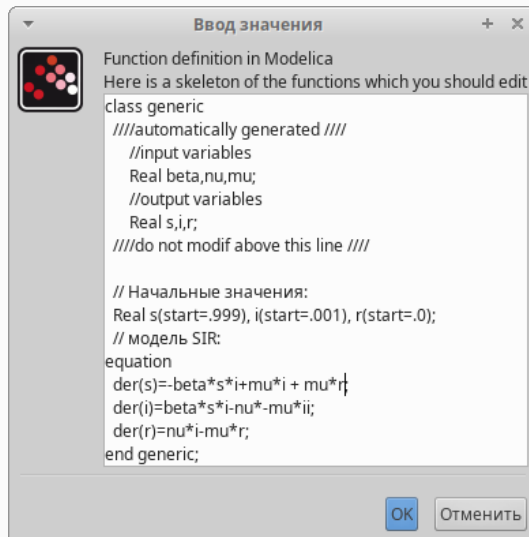 Ввод значения
Function definition in Modelica
Here is a skeleton of the functions which you should edit
class generic
////automatically generated ////
//input variables
Real beta,nu,mu;
//output variables
Real s,i,r;
////do not modif above this line ////
// Начальные значения:
Real s(start=.999), i(start=.001), r(start=.0);
// модель SIR:
equation
der(s)=-beta*s*i+mu*i + mu*r;
der(i)=beta*s*i-nu*-mu*ii;
der(r)=nu*i-mu*r;
end generic;
OK Отменить